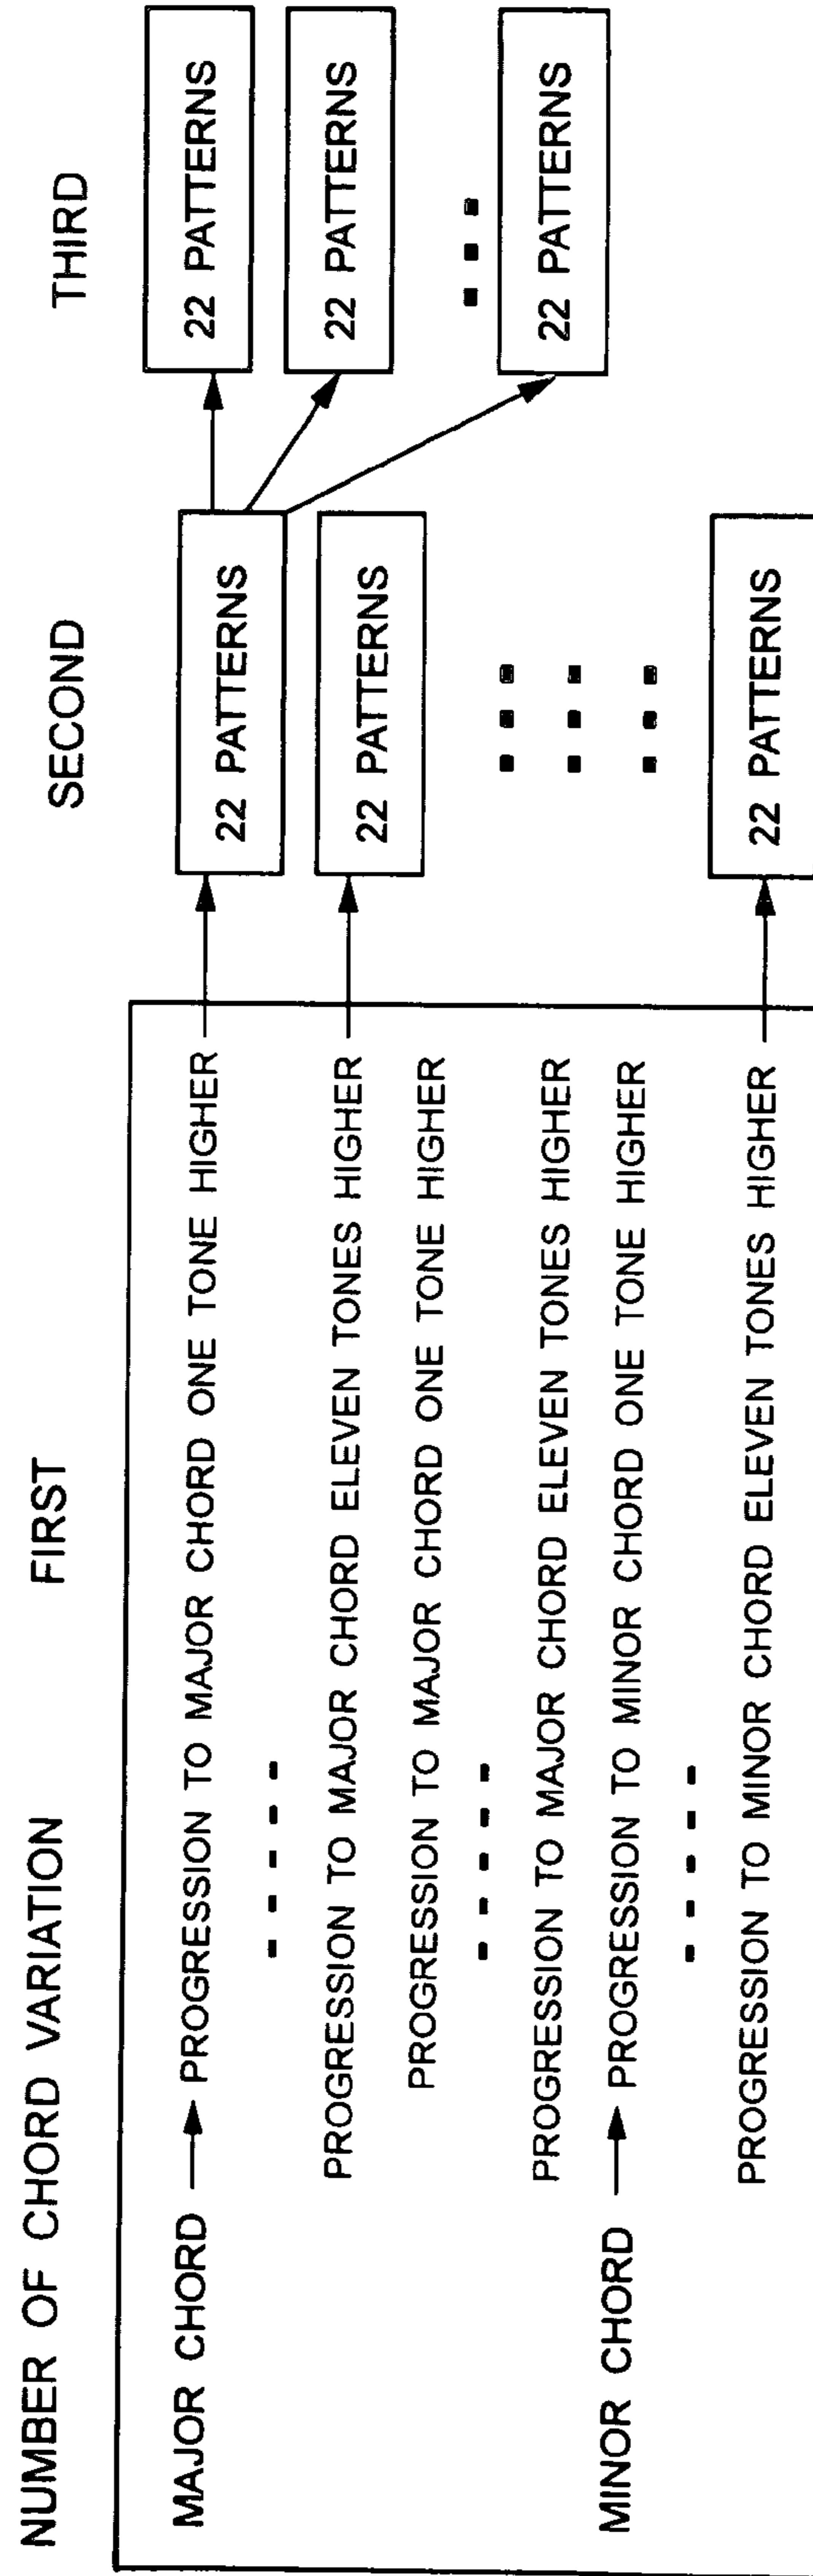 NUMBER OF CHORD VARIATION
FIRST
SECOND
THIRD
MAJOR CHORD
PROGRESSION TO MAJOR CHORD ONE TONE HIGHER
PROGRESSION TO MAJOR CHORD ELEVEN TONES HIGHER
PROGRESSION TO MAJOR CHORD ONE TONE HIGHER
PROGRESSION TO MAJOR CHORD ELEVEN TONES HIGHER
MINOR CHORD
PROGRESSION TO MINOR CHORD ONE TONE HIGHER
PROGRESSION TO MINOR CHORD ELEVEN TONES HIGHER
22 PATTERNS
22 PATTERNS
22 PATTERNS
22 PATTERNS
22 PATTERNS
22 PATTERNS